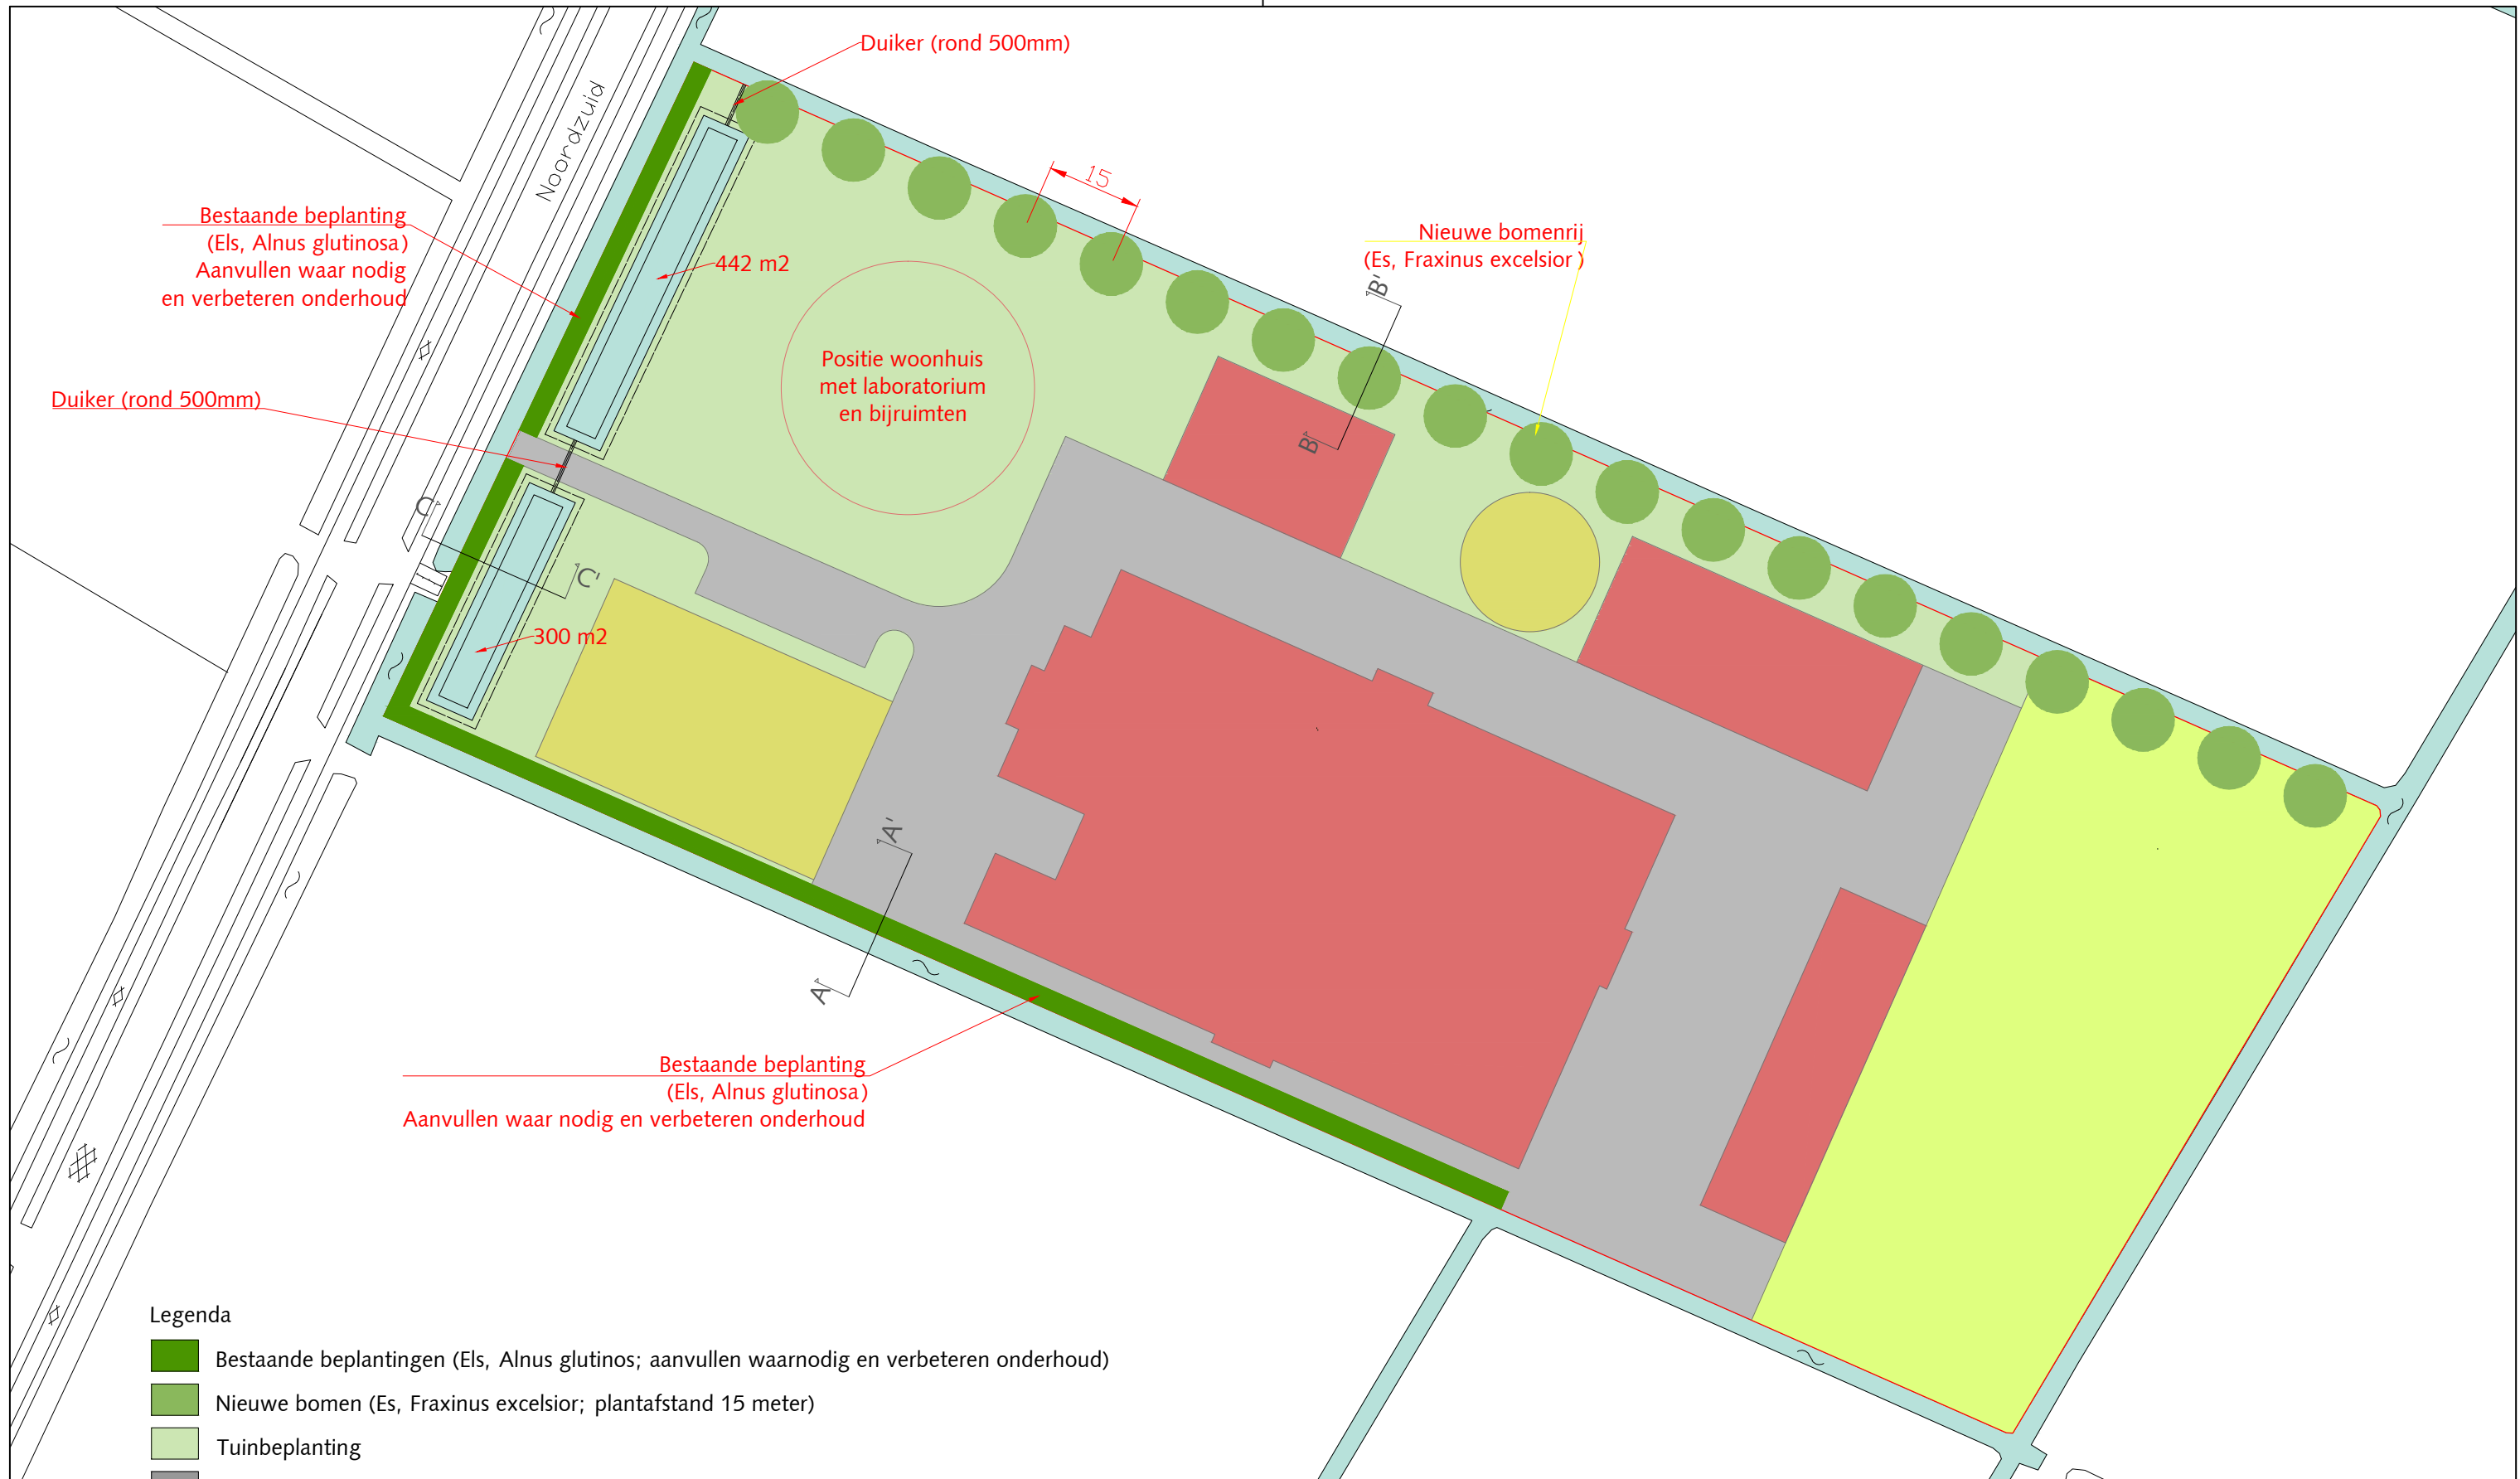 Duiker (rond 500mm)
Noordzuid
15
Bestaande beplanting
(Els, Alnus glutinosa)
Aanvullen waar nodig
en verbeteren onderhoud
442 m2
Nieuwe bomenrij
(Es, Fraxinus excelsior )
B'
Positie woonhuis
met laboratorium
en bijruimten
Duiker (rond 500mm)
B
C
C'
300 m2
A'
A
Bestaande beplanting
(Els, Alnus glutinosa)
Aanvullen waar nodig en verbeteren onderhoud
Legenda
Bestaande beplantingen (Els, Alnus glutinos; aanvullen waarnodig en verbeteren onderhoud)
Nieuwe bomen (Es, Fraxinus excelsior; plantafstand 15 meter)
Tuinbeplanting